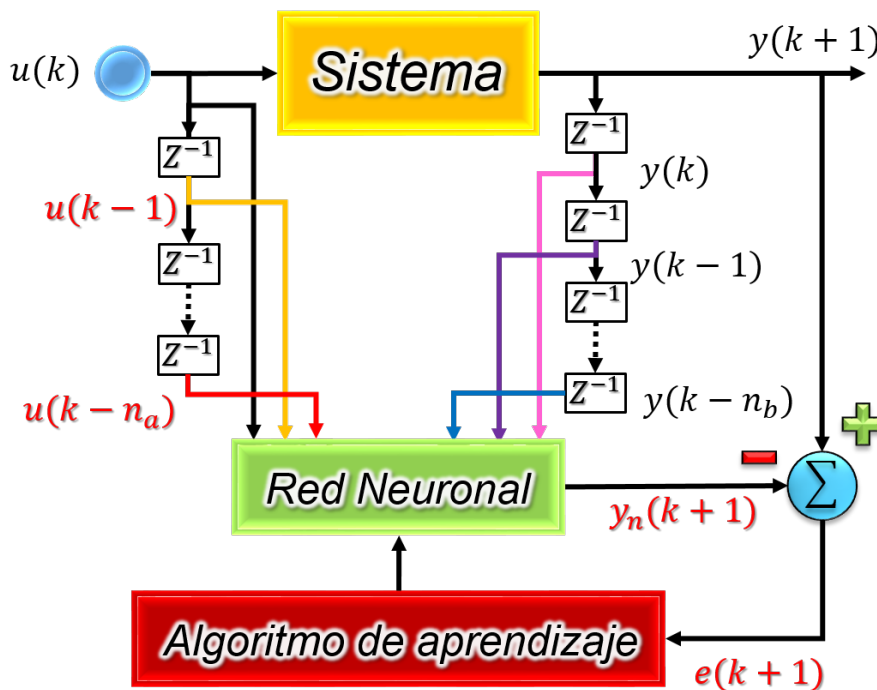 u(k)
Sistema
y(k + 1)
Z⁻¹
Z⁻¹
u(k − 1)
y(k)
Z⁻¹
Z⁻¹
y(k − 1)
Z⁻¹
Z⁻¹
u(k − nₐ)
Z⁻¹
y(k − n_b)
Red Neuronal
y_n(k + 1)
Σ
Algoritmo de aprendizaje
e(k + 1)